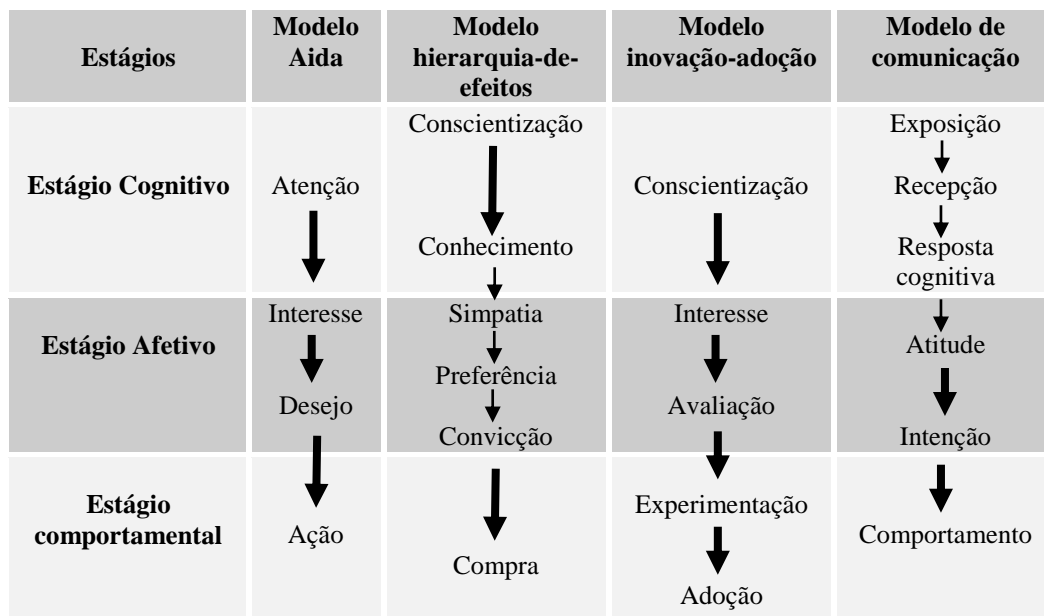 Estágios
Modelo
Aida
Modelo
hierarquia-de-
efeitos
Modelo
inovação-adoção
Modelo de
comunicação
Estágio Cognitivo
Atenção
Conscientização
Conhecimento
Conscientização
Exposição
Recepção
Resposta
cognitiva
Estágio Afetivo
Interesse
Desejo
Simpatia
Preferência
Convicção
Interesse
Avaliação
Atitude
Intenção
Estágio
comportamental
Ação
Compra
Experimentação
Adoção
Comportamento